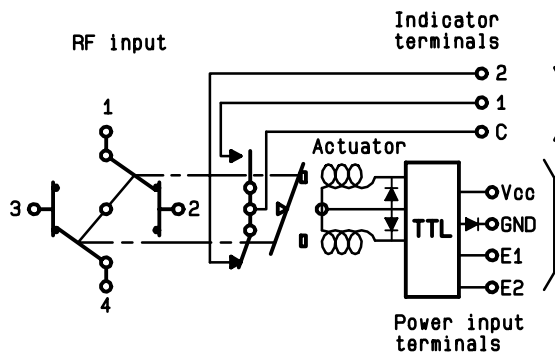 Indicator
terminals
RF input
2
1
C
1
Actuator
3
2
4
TTL
Vcc
GND
E1
E2
Power input
terminals